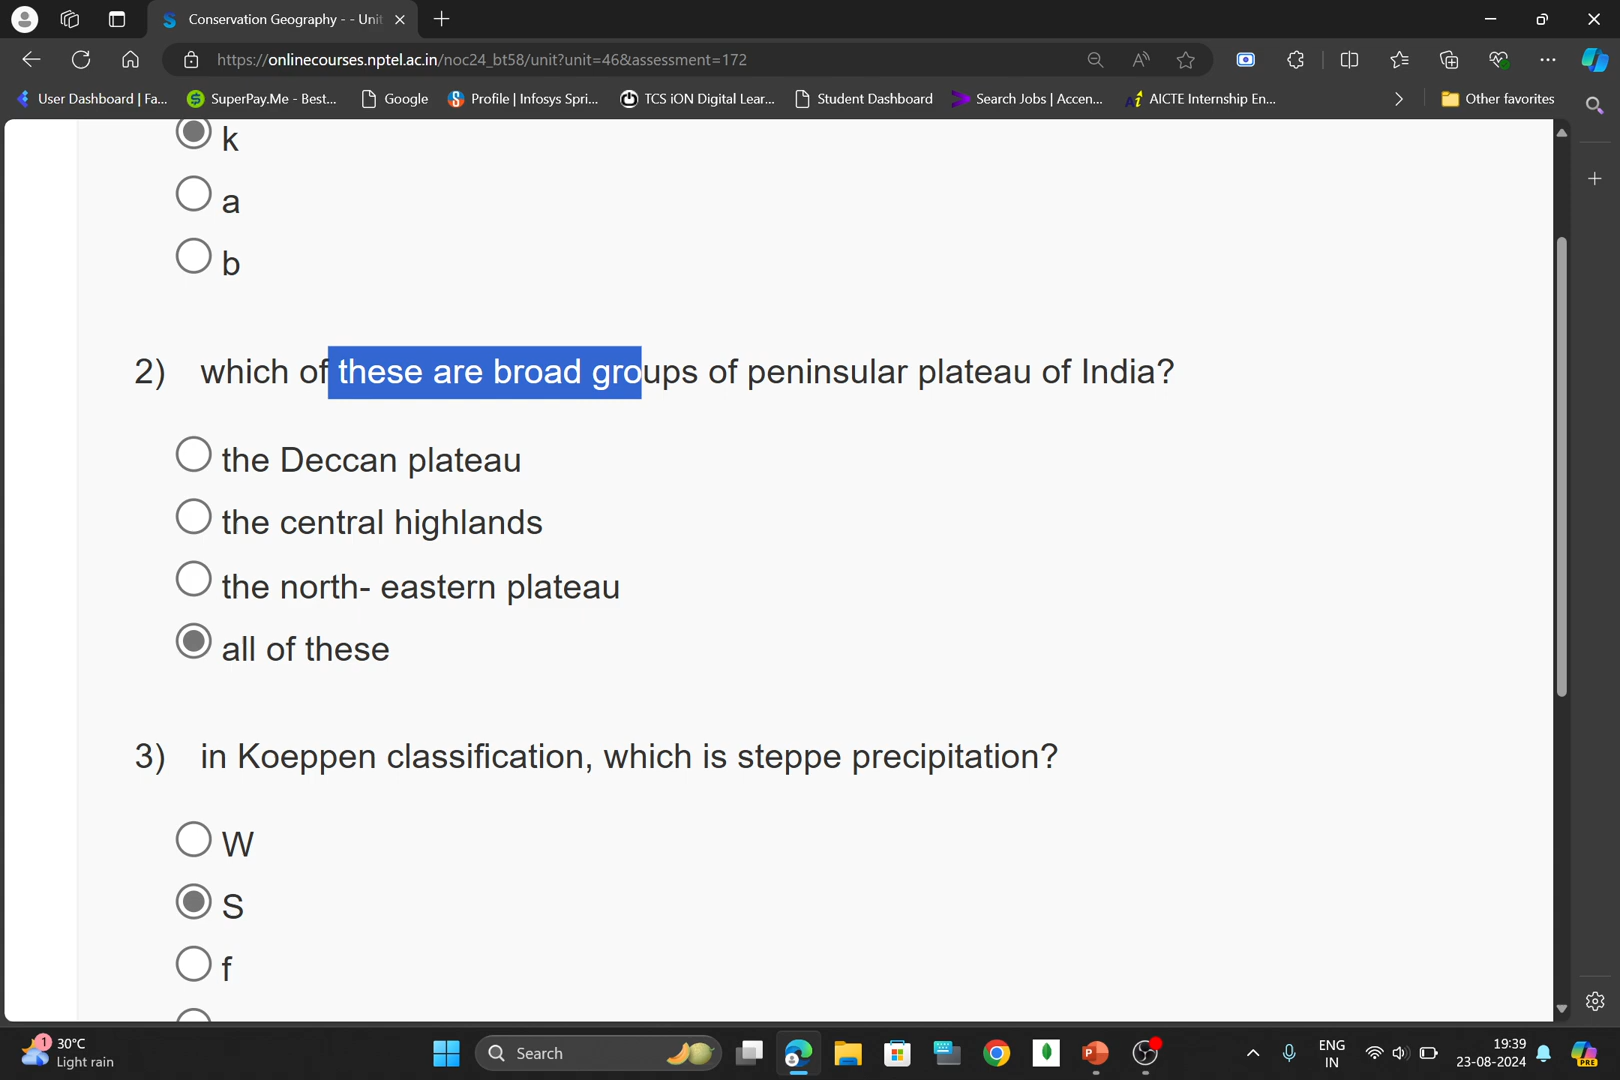 Conservation Geography - - Unit
https://onlinecourses.nptel.ac.in/noc24_bt58/unit?unit=46&assessment=172
User Dashboard | Fa...
SuperPay.Me - Best...
Google
Profile | Infosys Spri...
TCS iON Digital Lear...
Student Dashboard
Search Jobs | Accen...
AICTE Internship En...
Other favorites
k
a
b
2) which of these are broad groups of peninsular plateau of India?
the Deccan plateau
the central highlands
the north- eastern plateau
all of these
3) in Koeppen classification, which is steppe precipitation?
W
S
f
1
30°C
Light rain
Search
ENG
IN
19:39
23-08-2024
PRE